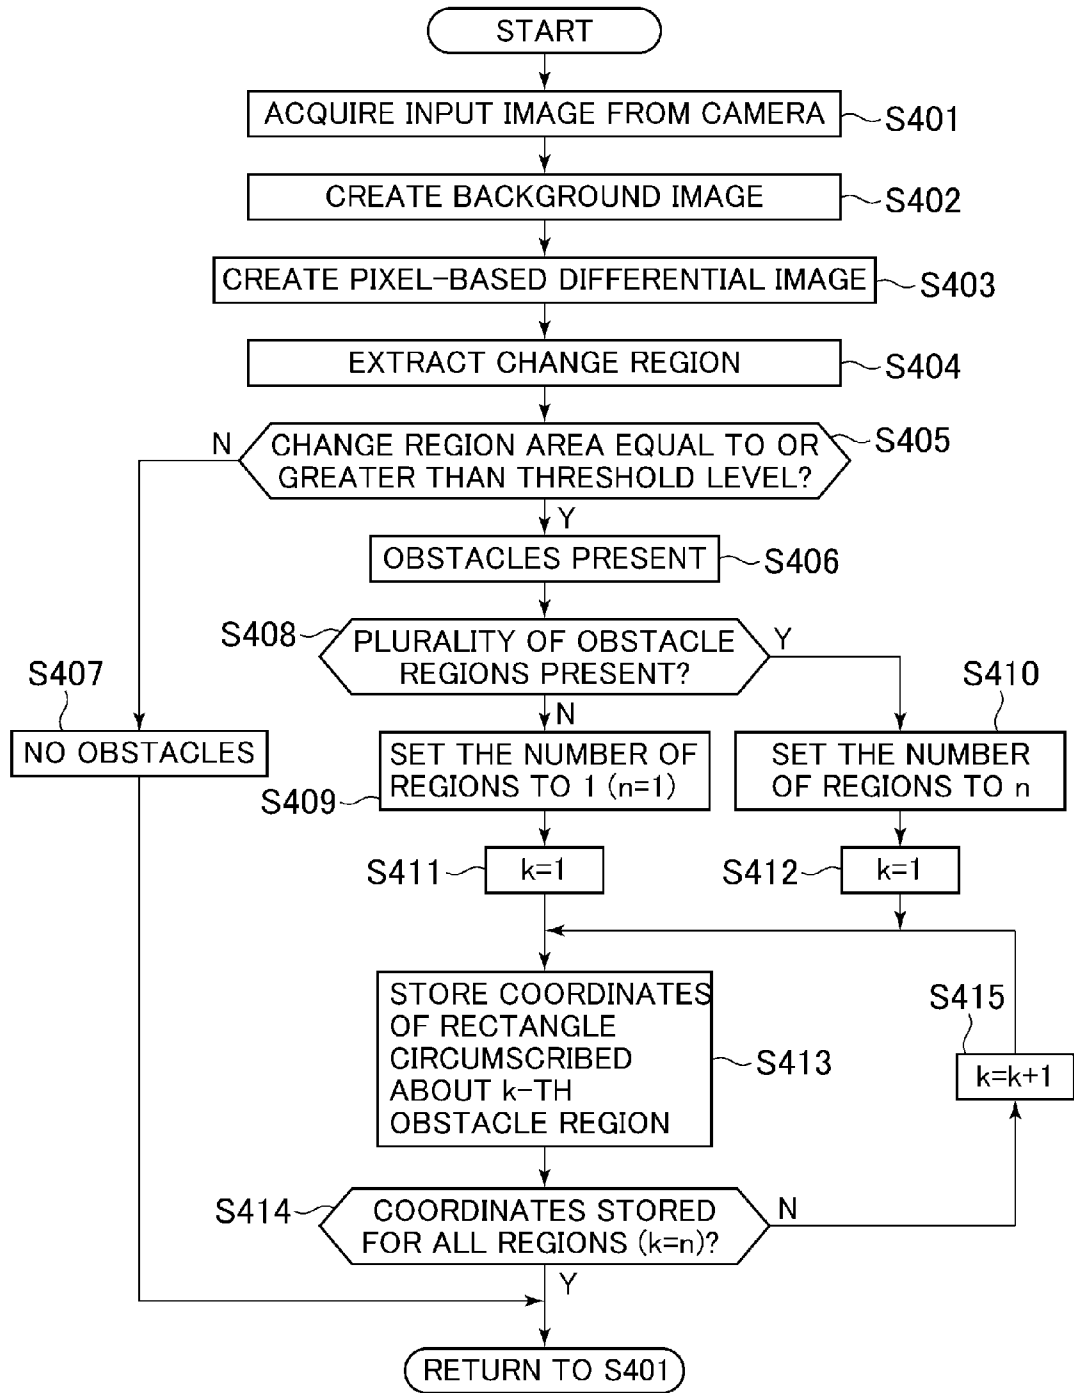 START
ACQUIRE INPUT IMAGE FROM CAMERA
S401
CREATE BACKGROUND IMAGE
S402
CREATE PIXEL-BASED DIFFERENTIAL IMAGE
S403
EXTRACT CHANGE REGION
S404
N
CHANGE REGION AREA EQUAL TO OR
GREATER THAN THRESHOLD LEVEL?
S405
Y
OBSTACLES PRESENT
S406
S408
PLURALITY OF OBSTACLE
REGIONS PRESENT?
Y
S407
NO OBSTACLES
N
SET THE NUMBER OF
REGIONS TO 1 (n=1)
S409
S410
SET THE NUMBER
OF REGIONS TO n
S411
k=1
S412
k=1
STORE COORDINATES
OF RECTANGLE
CIRCUMSCRIBED
ABOUT k-TH
OBSTACLE REGION
S413
S415
k=k+1
S414
COORDINATES STORED
FOR ALL REGIONS (k=n)?
N
Y
RETURN TO S401